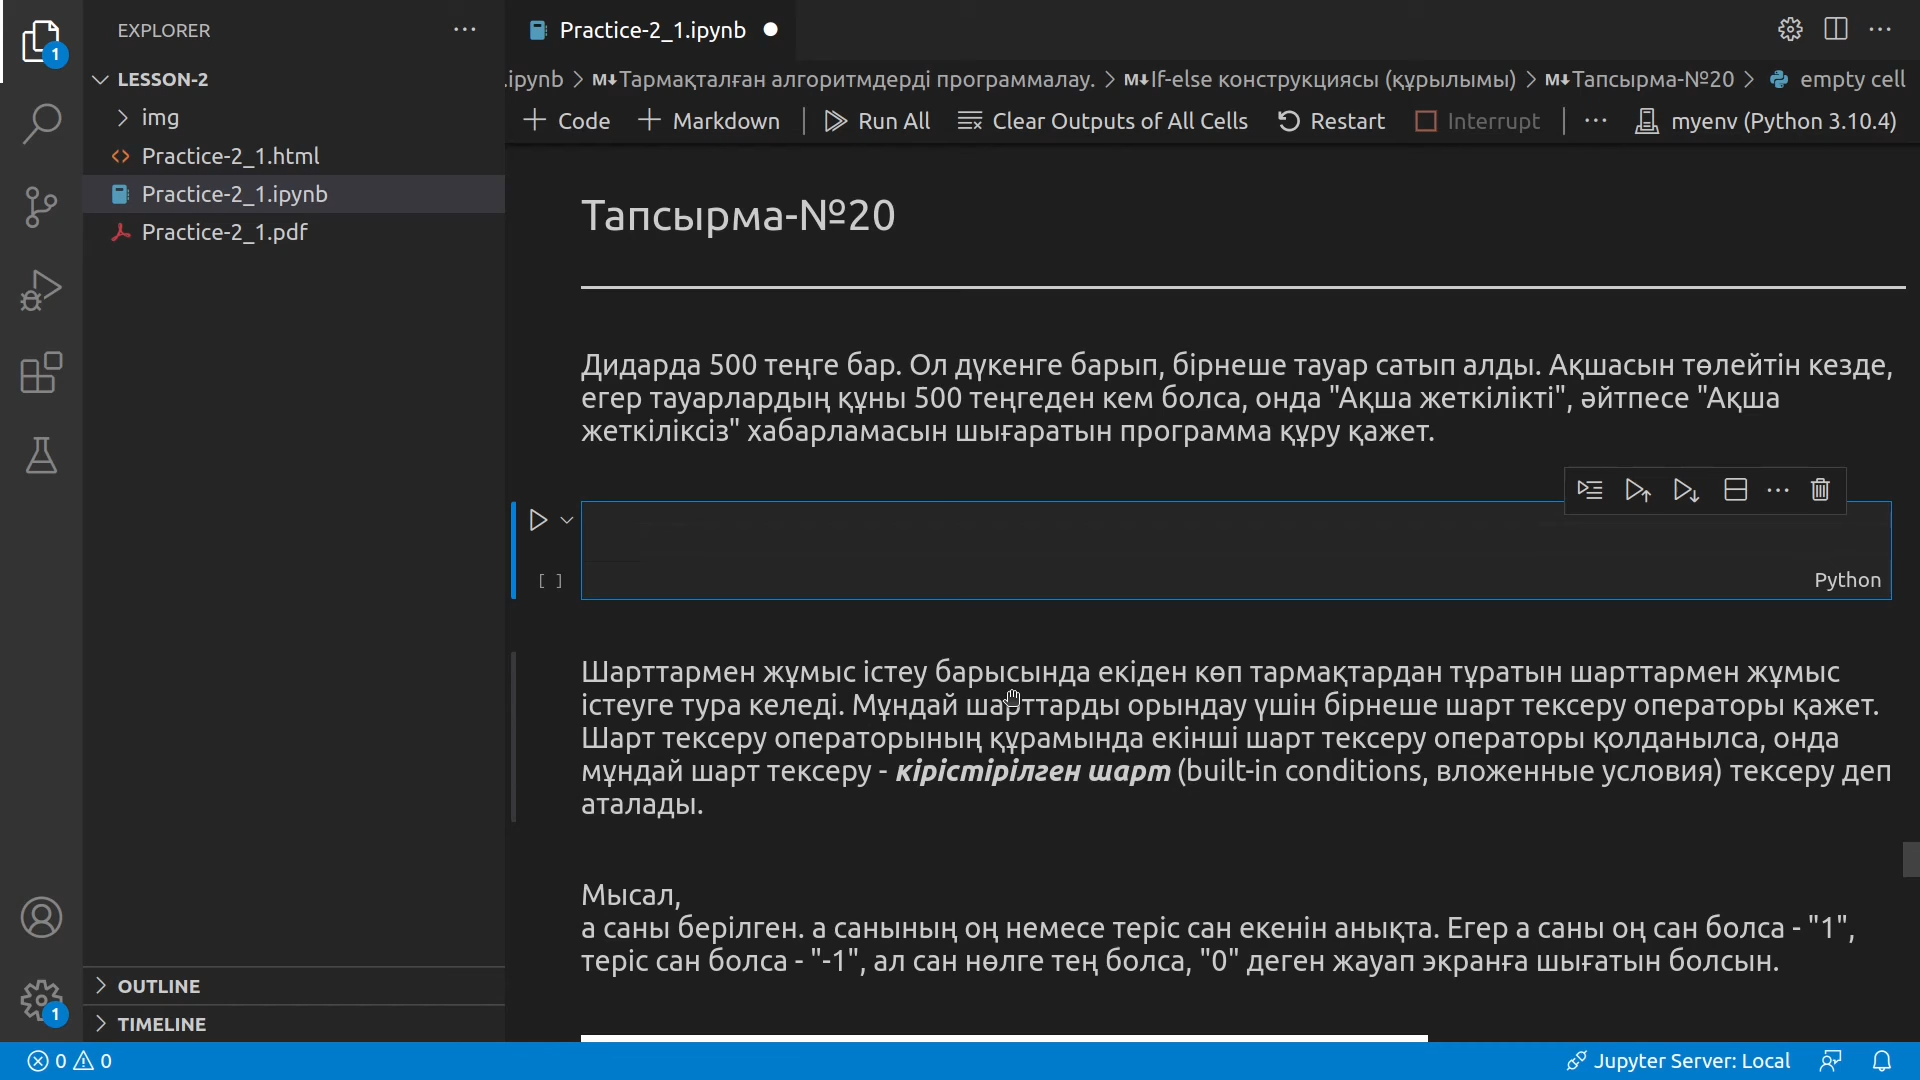 EXPLORER
Practice-2_1.ipynb
LESSON-2
img
Practice-2_1.html
Practice-2_1.ipynb
Practice-2_1.pdf
OUTLINE
TIMELINE
.ipynb > M↓Тармақталған алгоритмдерді программалау. > M↓If-else конструкциясы (құрылымы) > M↓Тапсырма-№20 > empty cell
+ Code + Markdown Run All Clear Outputs of All Cells Restart Interrupt ... myenv (Python 3.10.4)
Тапсырма-№20
Дидарда 500 теңге бар. Ол дүкенге барып, бірнеше тауар сатып алды. Ақшасын төлейтін кезде,
егер тауарлардың құны 500 теңгеден кем болса, онда "Ақша жеткілікті", әйтпесе "Ақша
жеткіліксіз" хабарламасын шығаратын программа құру қажет.
[ ]
Python
Шарттармен жұмыс істеу барысында екіден көп тармақтардан тұратын шарттармен жұмыс
істеуге тура келеді. Мұндай шарттарды орындау үшін бірнеше шарт тексеру операторы қажет.
Шарт тексеру операторының құрамында екінші шарт тексеру операторы қолданылса, онда
мұндай шарт тексеру - кірістірілген шарт (built-in conditions, вложенные условия) тексеру деп
аталады.
Мысал,
а саны берілген. а санының оң немесе теріс сан екенін анықта. Егер а саны оң сан болса - "1",
теріс сан болса - "-1", ал сан нөлге тең болса, "0" деген жауап экранға шығатын болсын.
1
1
0 0
Jupyter Server: Local